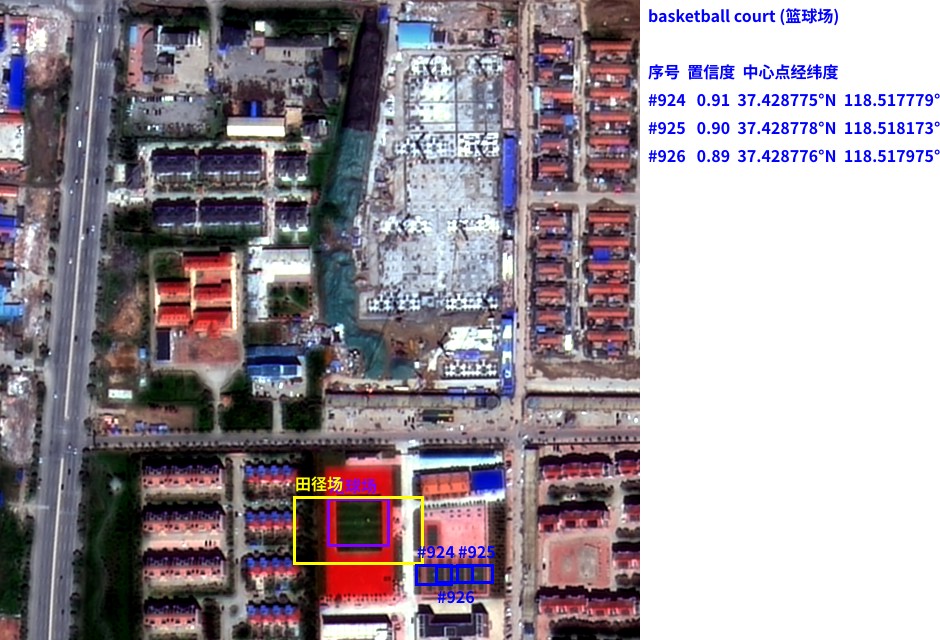 basketball court (篮球场)
序号 置信度 中心点经纬度
#924 0.91 37.428775°N 118.517779°
#925 0.90 37.428778°N 118.518173°
#926 0.89 37.428776°N 118.517975°
田径场 球场
#924 #925
#926